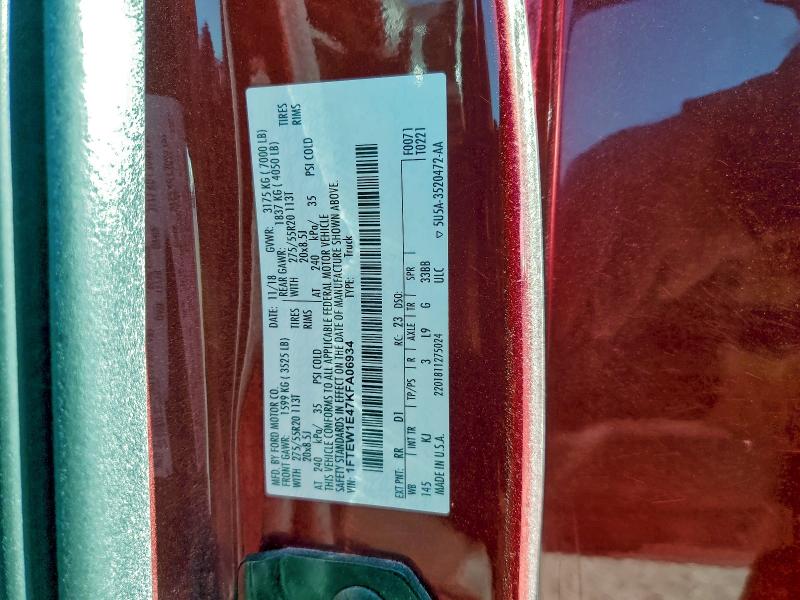 MFD. BY FORD MOTOR CO. DATE: 11/18 GVWR: 3175 KG ( 7000 LB)
FRONT GAWR: 1599 KG ( 3525 LB) REAR GAWR: 1837 KG ( 4050 LB)
WITH 275/55R20 113T TIRES WITH 275/55R20 113T TIRES
20x8.5J RIMS 20x8.5J RIMS
AT 240 kPa/ 35 PSI COLD AT 240 kPa/ 35 PSI COLD
THIS VEHICLE CONFORMS TO ALL APPLICABLE FEDERAL MOTOR VEHICLE
SAFETY STANDARDS IN EFFECT ON THE DATE OF MANUFACTURE SHOWN ABOVE.
VIN: 1FTEW1E47KFA06934 TYPE: Truck
EXT PNT: RR D1 RC: 23 DSO: F0071
WB INT TR TP/PS R AXLE TR SPR T0221
145 KJ 3 L9 G 33BB
MADE IN U.S.A. 2201811275024 ULC ▽ 5U5A-3520472-AA